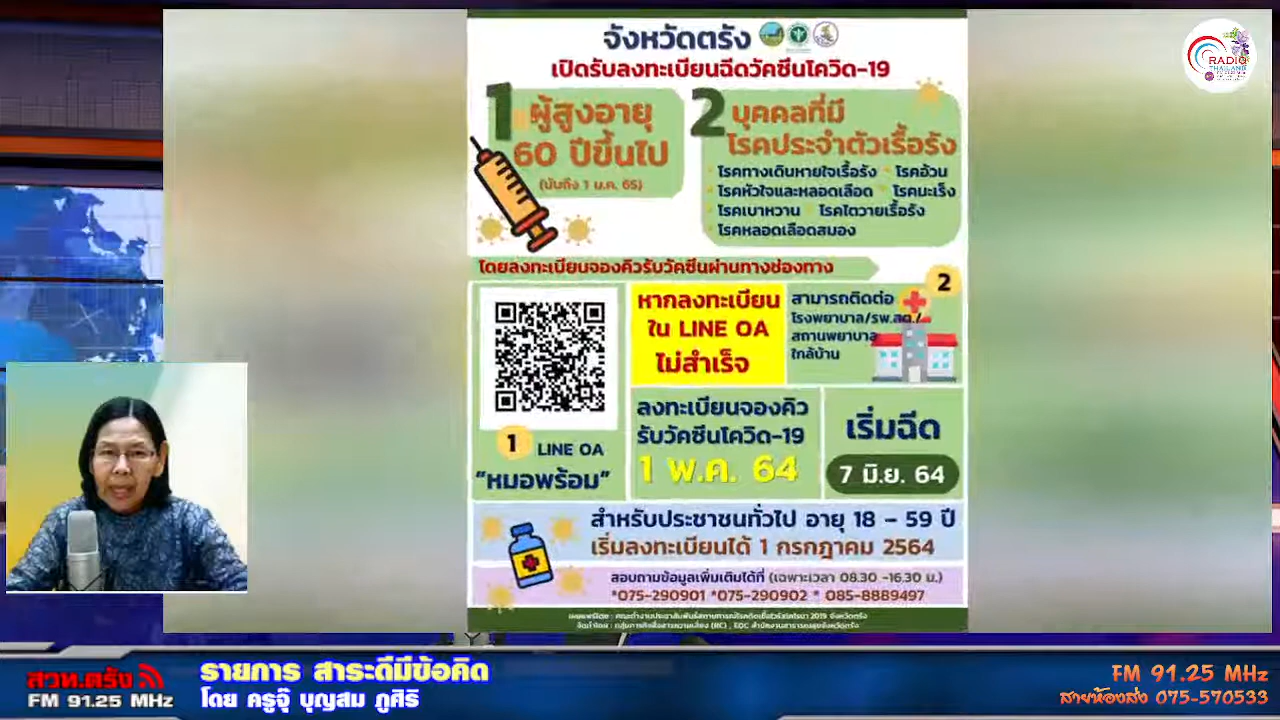 จังหวัดตรัง
เปิดรับลงทะเบียนฉีดวัคซีนโควิด-19
1 ผู้สูงอายุ
60 ปีขึ้นไป
(นับถึง 1 ม.ค. 65)
2 บุคคลที่มี
โรคประจำตัวเรื้อรัง
โรคทางเดินหายใจเรื้อรัง โรคอ้วน
โรคหัวใจและหลอดเลือด โรคมะเร็ง
โรคเบาหวาน โรคไตวายเรื้อรัง
โรคหลอดเลือดสมอง
โดยลงทะเบียนจองคิวรับวัคซีนผ่านทางช่องทาง
1 LINE OA
"หมอพร้อม"
หากลงทะเบียน
ใน LINE OA
ไม่สำเร็จ
2
สามารถติดต่อ
โรงพยาบาล/รพ.สต./
สถานพยาบาล
ใกล้บ้าน
ลงทะเบียนจองคิว
รับวัคซีนโควิด-19
1 พ.ค. 64
เริ่มฉีด
7 มิ.ย. 64
สำหรับประชาชนทั่วไป อายุ 18 – 59 ปี
เริ่มลงทะเบียนได้ 1 กรกฎาคม 2564
สอบถามข้อมูลเพิ่มเติมได้ที่ (เฉพาะเวลา 08.30 -16.30 น.)
*075-290901 *075-290902 * 085-8889497
RADIO
THAILAND
สวท.ตรัง
FM 91.25 MHz
รายการ สาระดีมีข้อคิด
โดย ครูจุ๊ บุญสม ภูศิริ
FM 91.25 MHz
สายห้องส่ง 075-570533